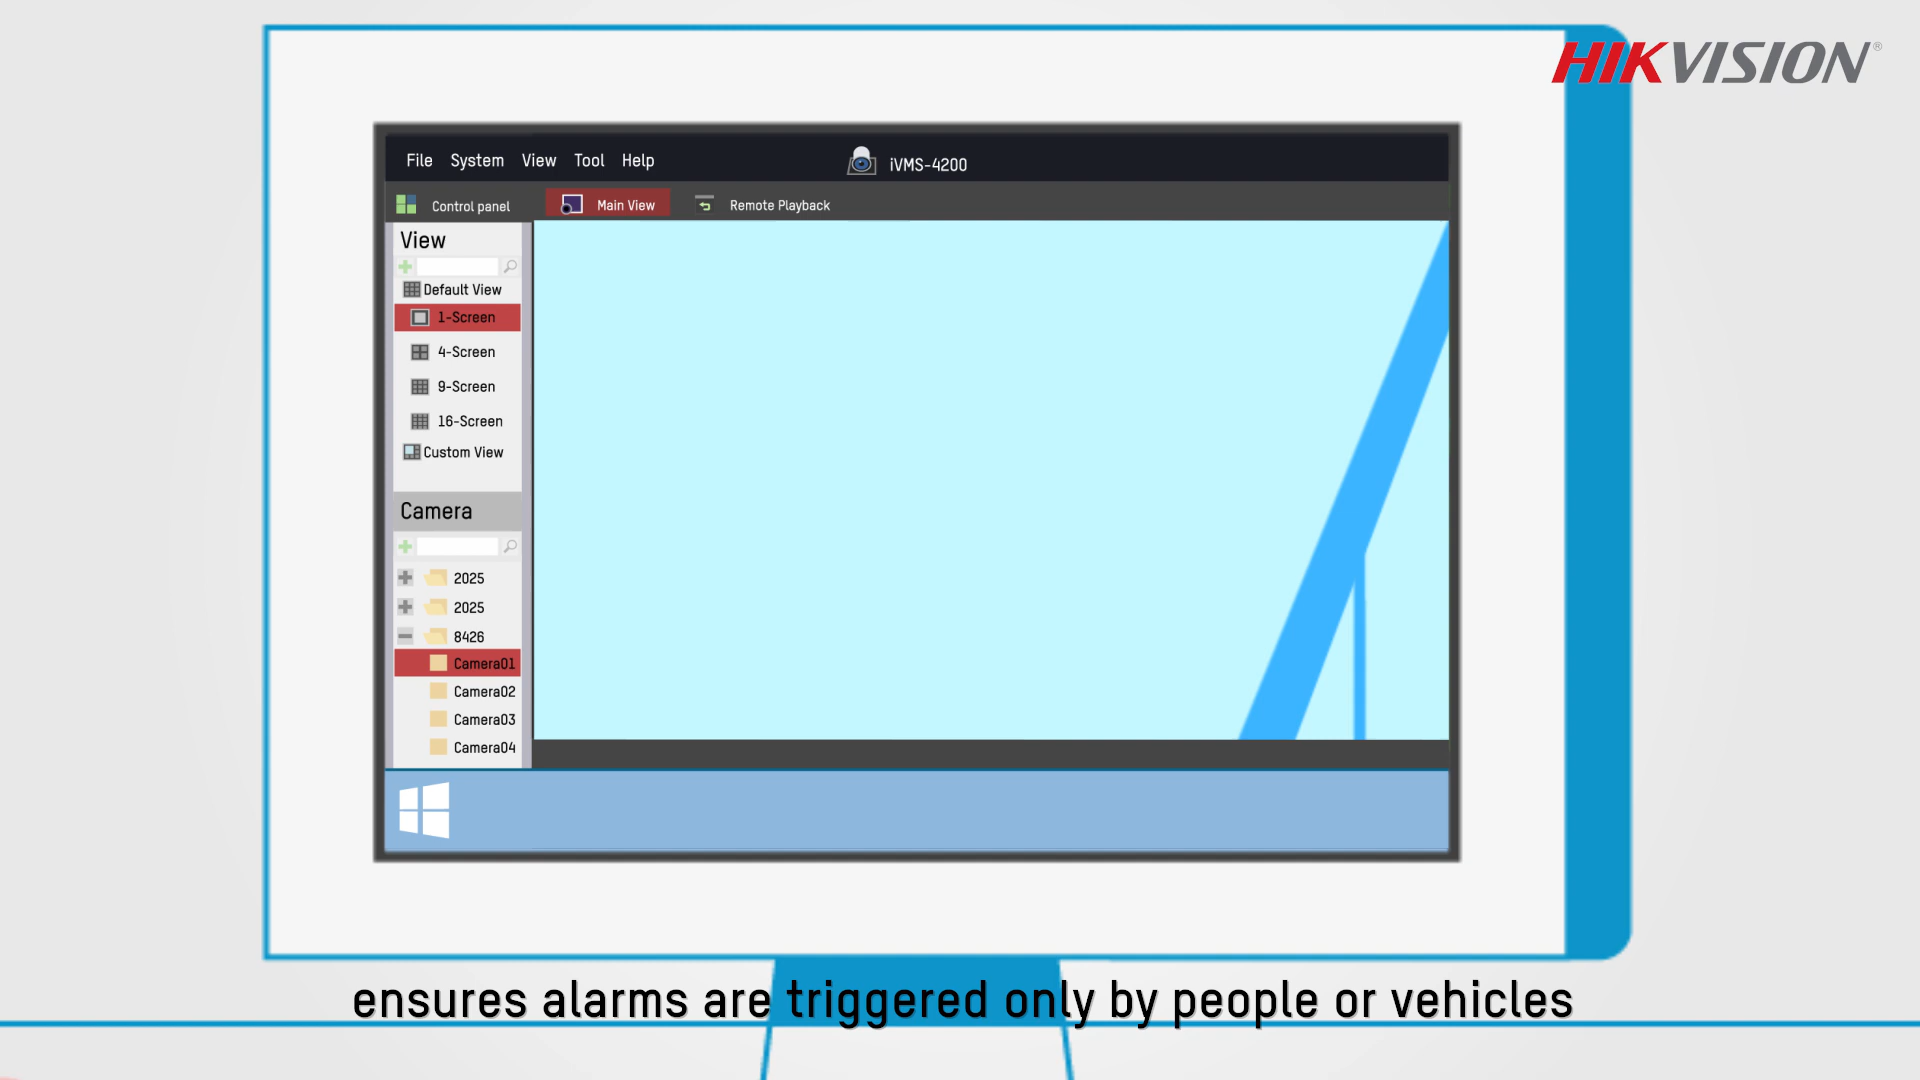 HIKVISION®
File System View Tool Help
iVMS-4200
Control panel
Main View
Remote Playback
View
Default View
1-Screen
4-Screen
9-Screen
16-Screen
Custom View
Camera
2025
2025
8426
Camera01
Camera02
Camera03
Camera04
ensures alarms are triggered only by people or vehicles